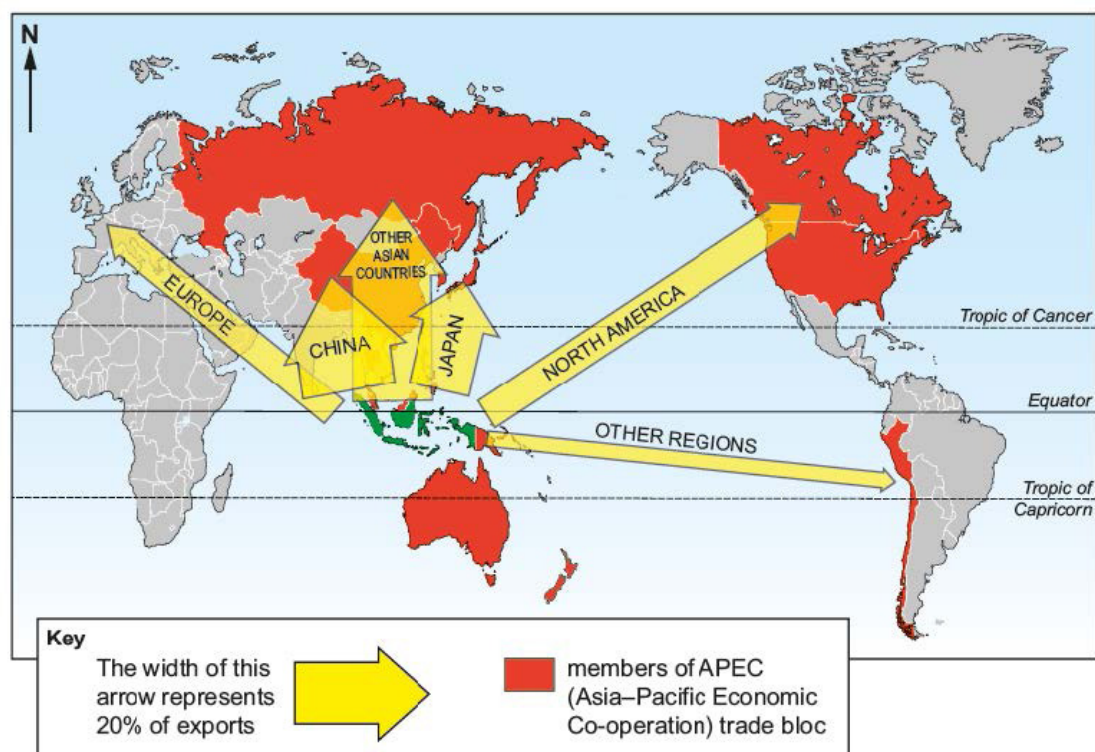 N
OTHER
ASIAN
COUNTRIES
EUROPE
CHINA
JAPAN
NORTH AMERICA
Tropic of Cancer
Equator
OTHER REGIONS
Tropic of
Capricorn
Key
The width of this
arrow represents
20% of exports
members of APEC
(Asia–Pacific Economic
Co-operation) trade bloc